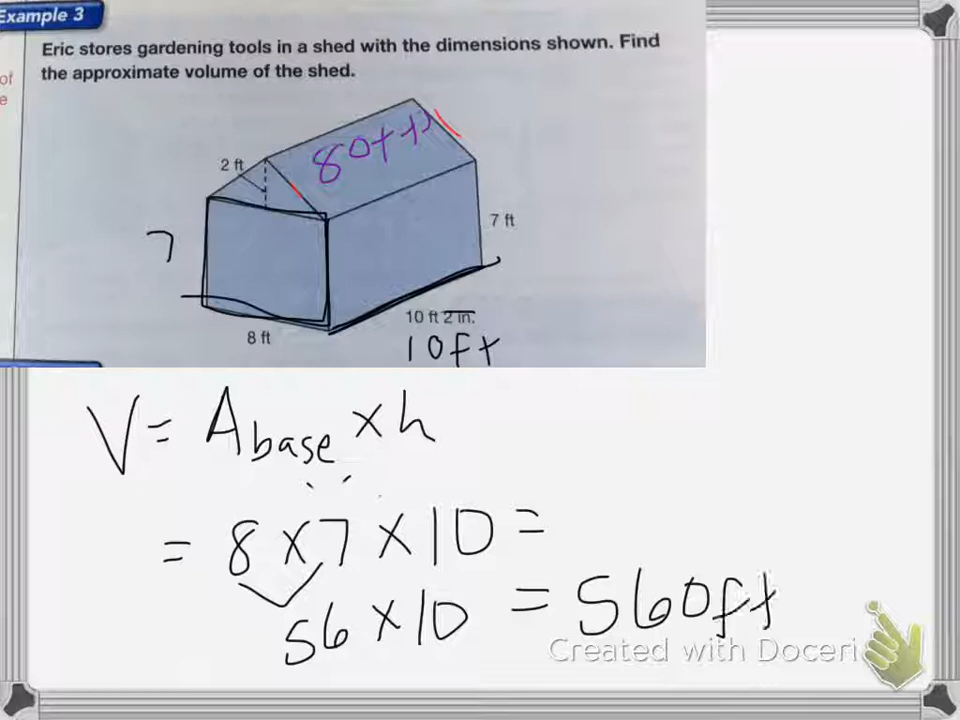 Example 3
of
e
Eric stores gardening tools in a shed with the dimensions shown. Find
the approximate volume of the shed.
80ft³
2 ft
7
7 ft
10 ft 2 in.
8 ft
10ft
V = Abase x h
= 8 x 7 x 10 =
56 x 10 = 560ft
Created with Doceri